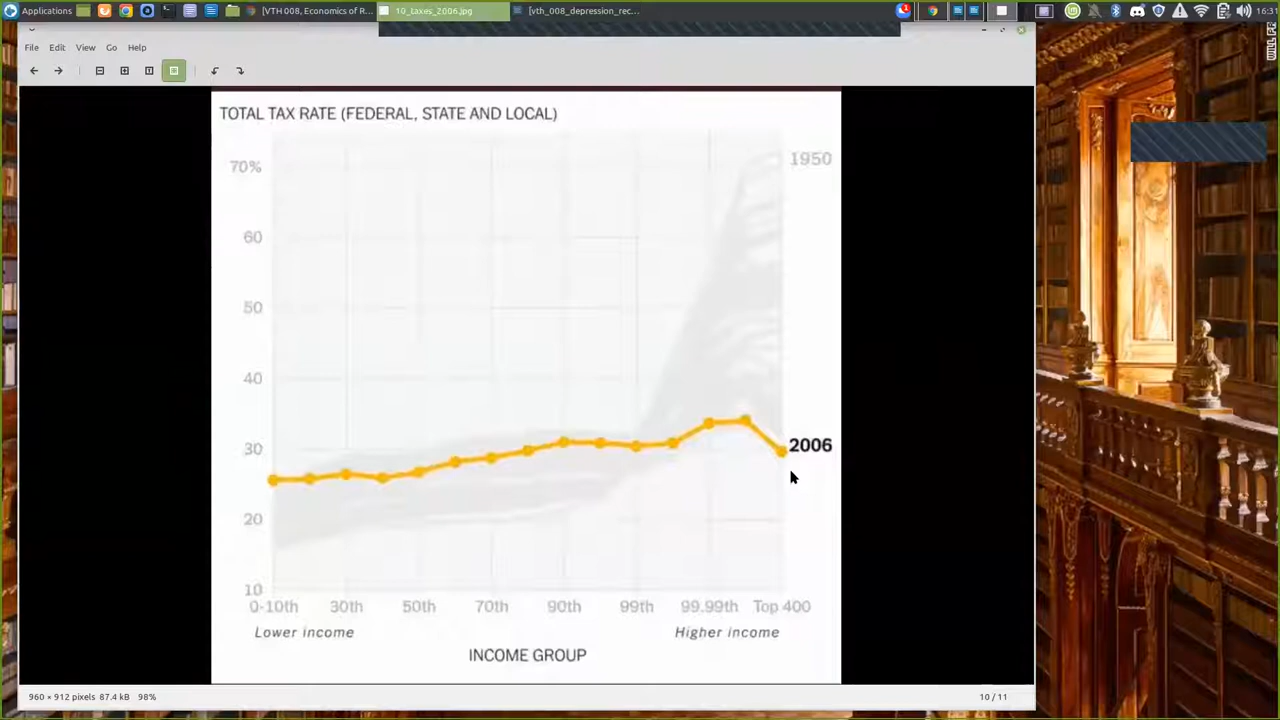 Applications [VTH 008, Economics of R... 10_taxes_2006.jpg [vth_008_depression_rec... 16:31
File Edit View Go Help
TOTAL TAX RATE (FEDERAL, STATE AND LOCAL)
70%
1950
60
50
40
30
2006
20
10
0-10th 30th 50th 70th 90th 99th 99.99th Top 400
Lower income Higher income
INCOME GROUP
960 × 912 pixels 87.4 kB 98% 10 / 11